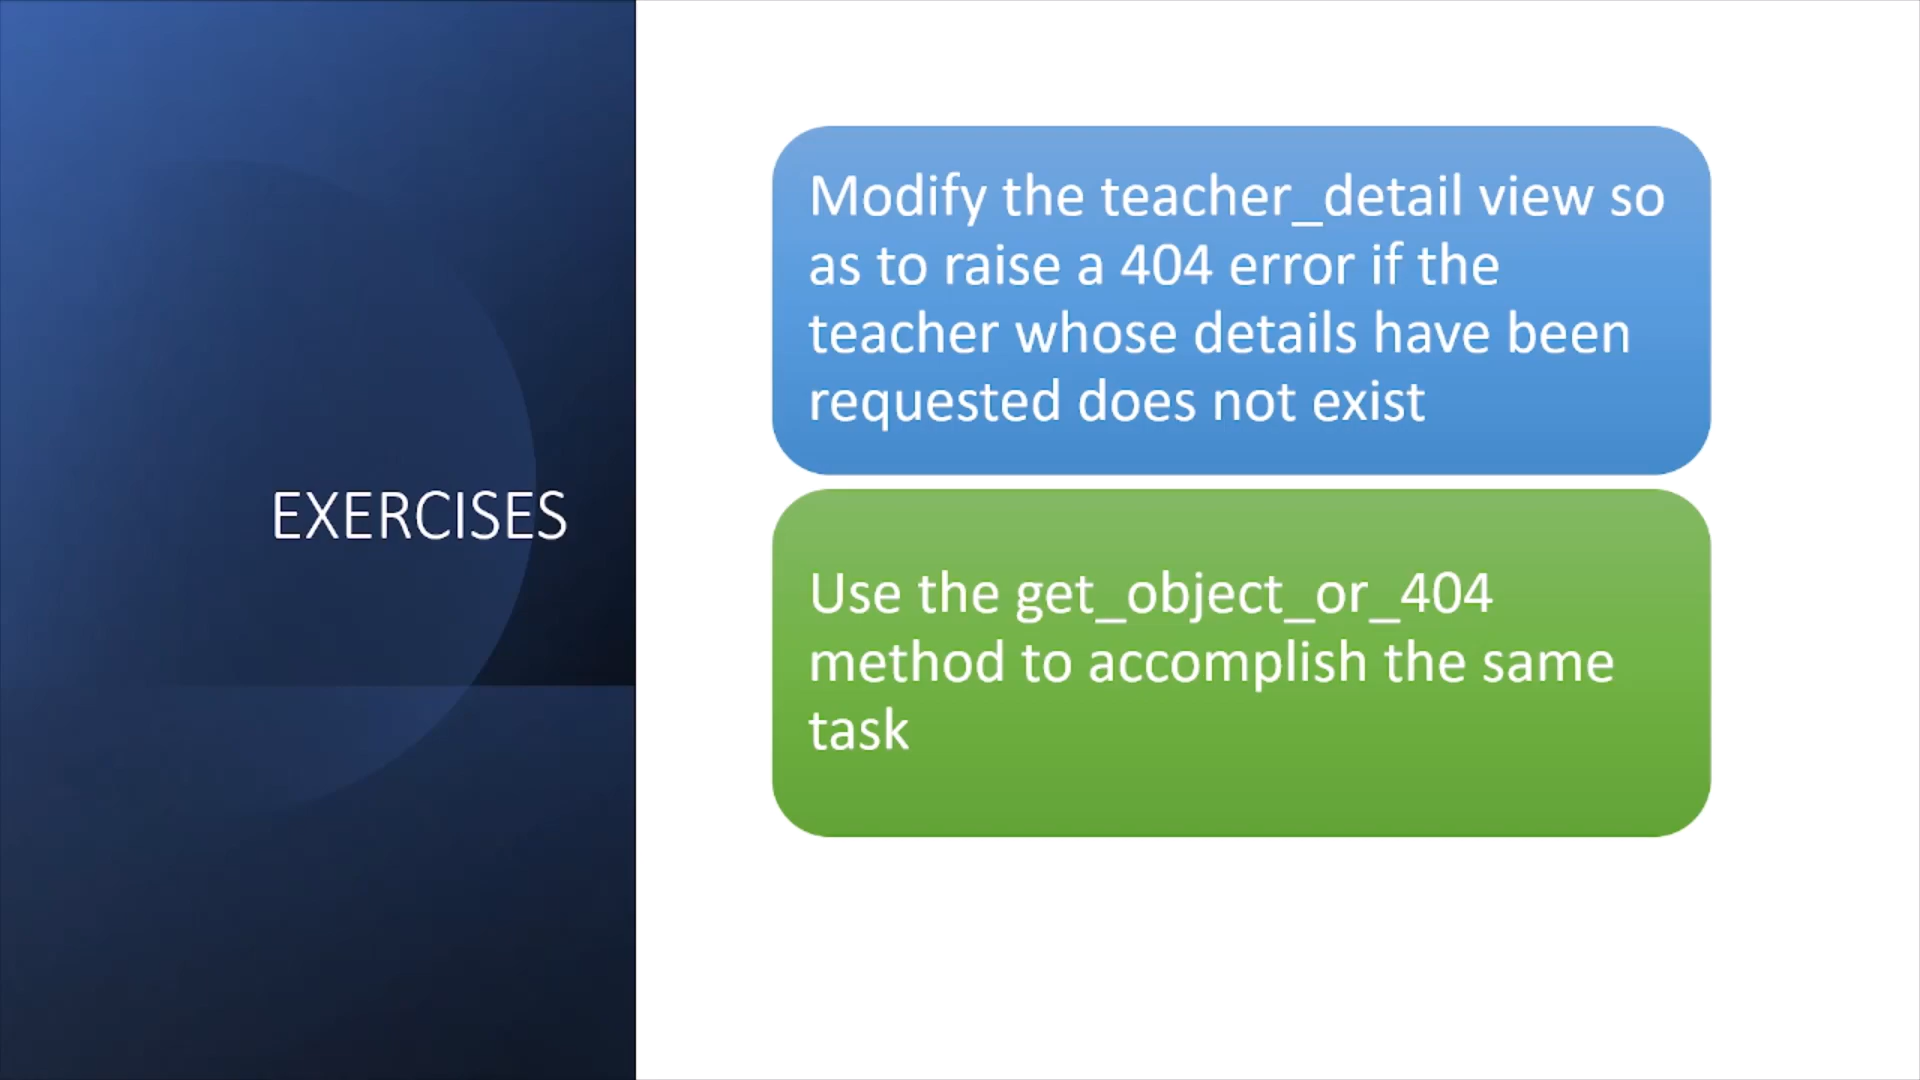 EXERCISES
Modify the teacher_detail view so
as to raise a 404 error if the
teacher whose details have been
requested does not exist
Use the get_object_or_404
method to accomplish the same
task